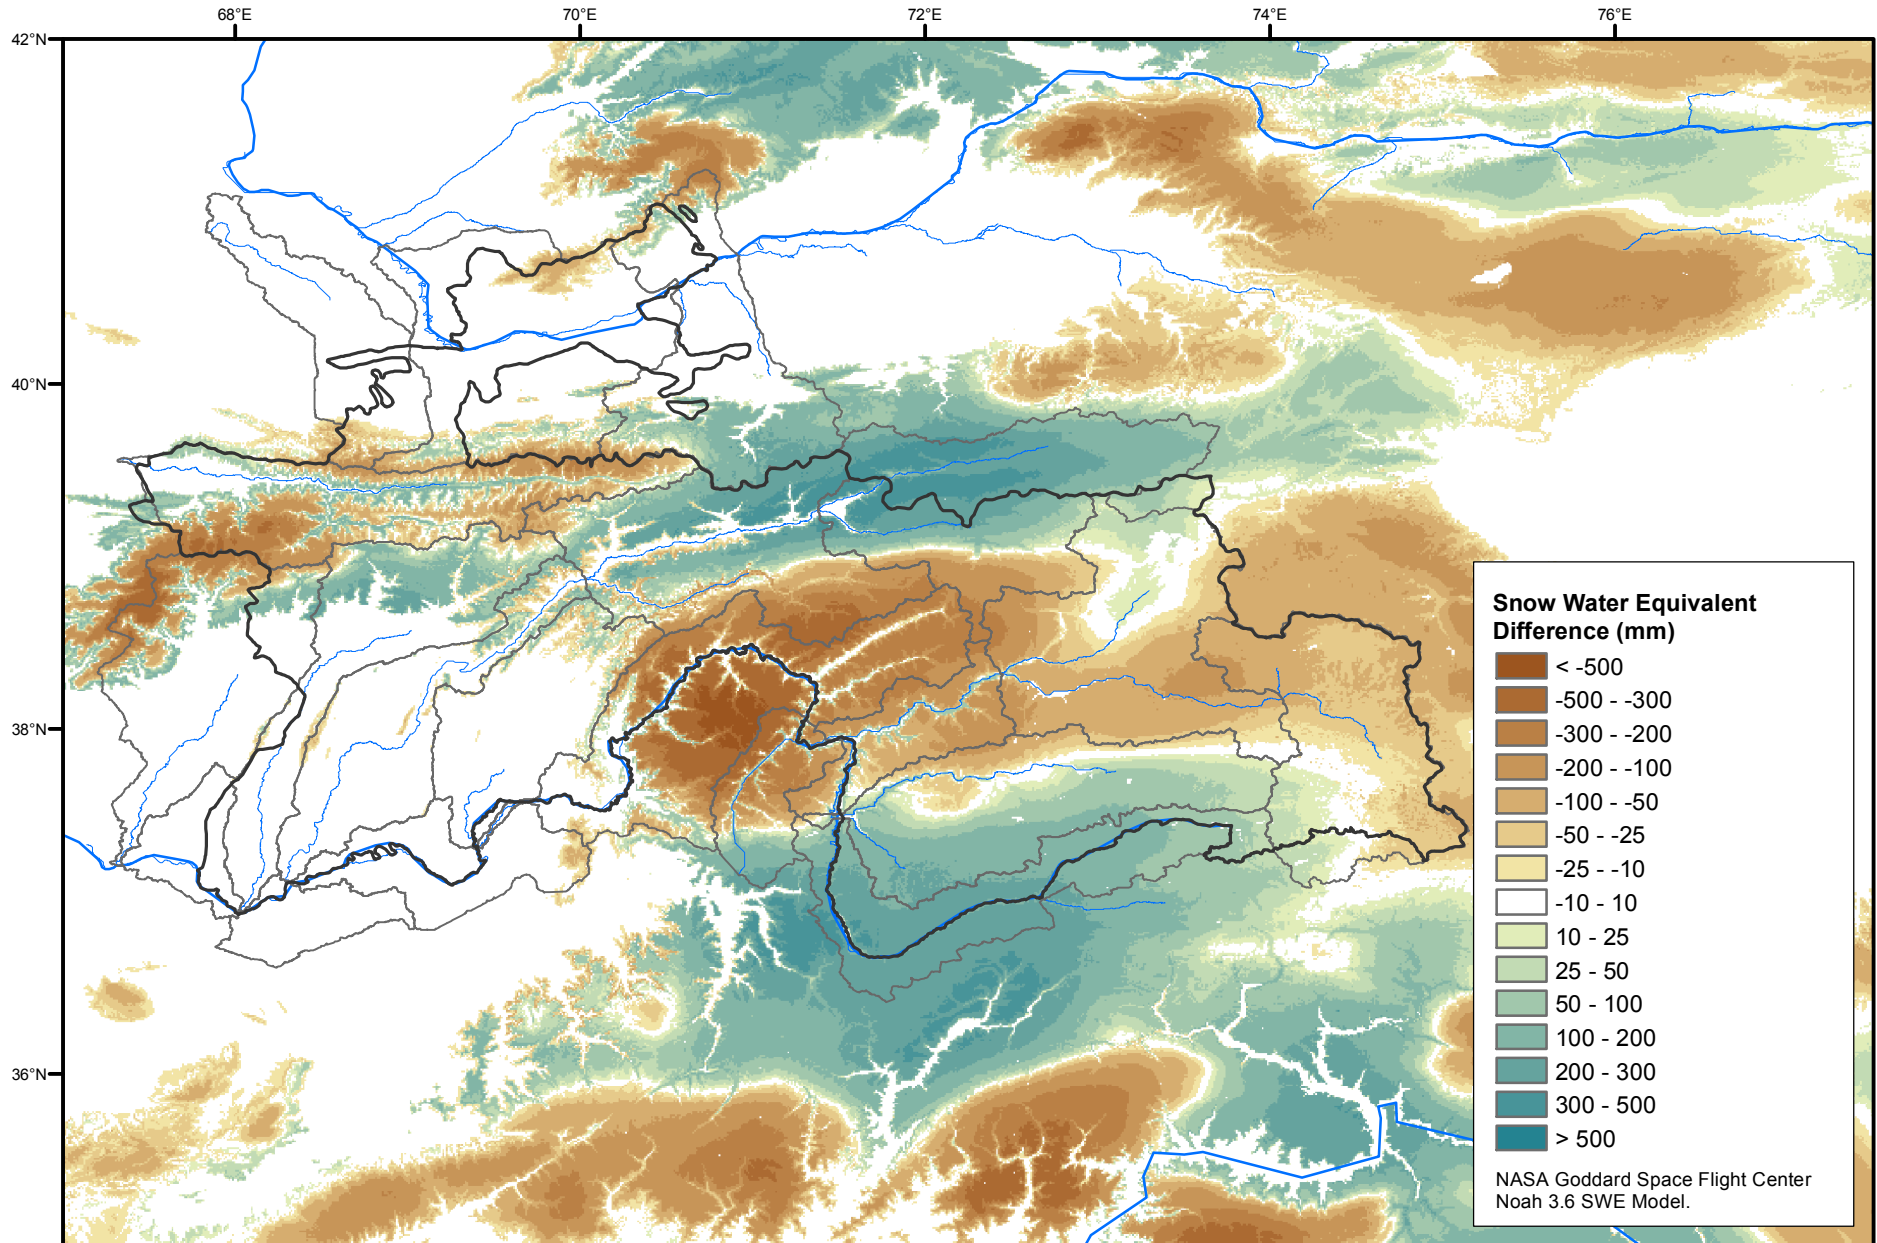 68°E 70°E 72°E 74°E 76°E
42°N
40°N
38°N
36°N
Snow Water Equivalent
Difference (mm)
< -500
-500 - -300
-300 - -200
-200 - -100
-100 - -50
-50 - -25
-25 - -10
-10 - 10
10 - 25
25 - 50
50 - 100
100 - 200
200 - 300
300 - 500
> 500
NASA Goddard Space Flight Center
Noah 3.6 SWE Model.